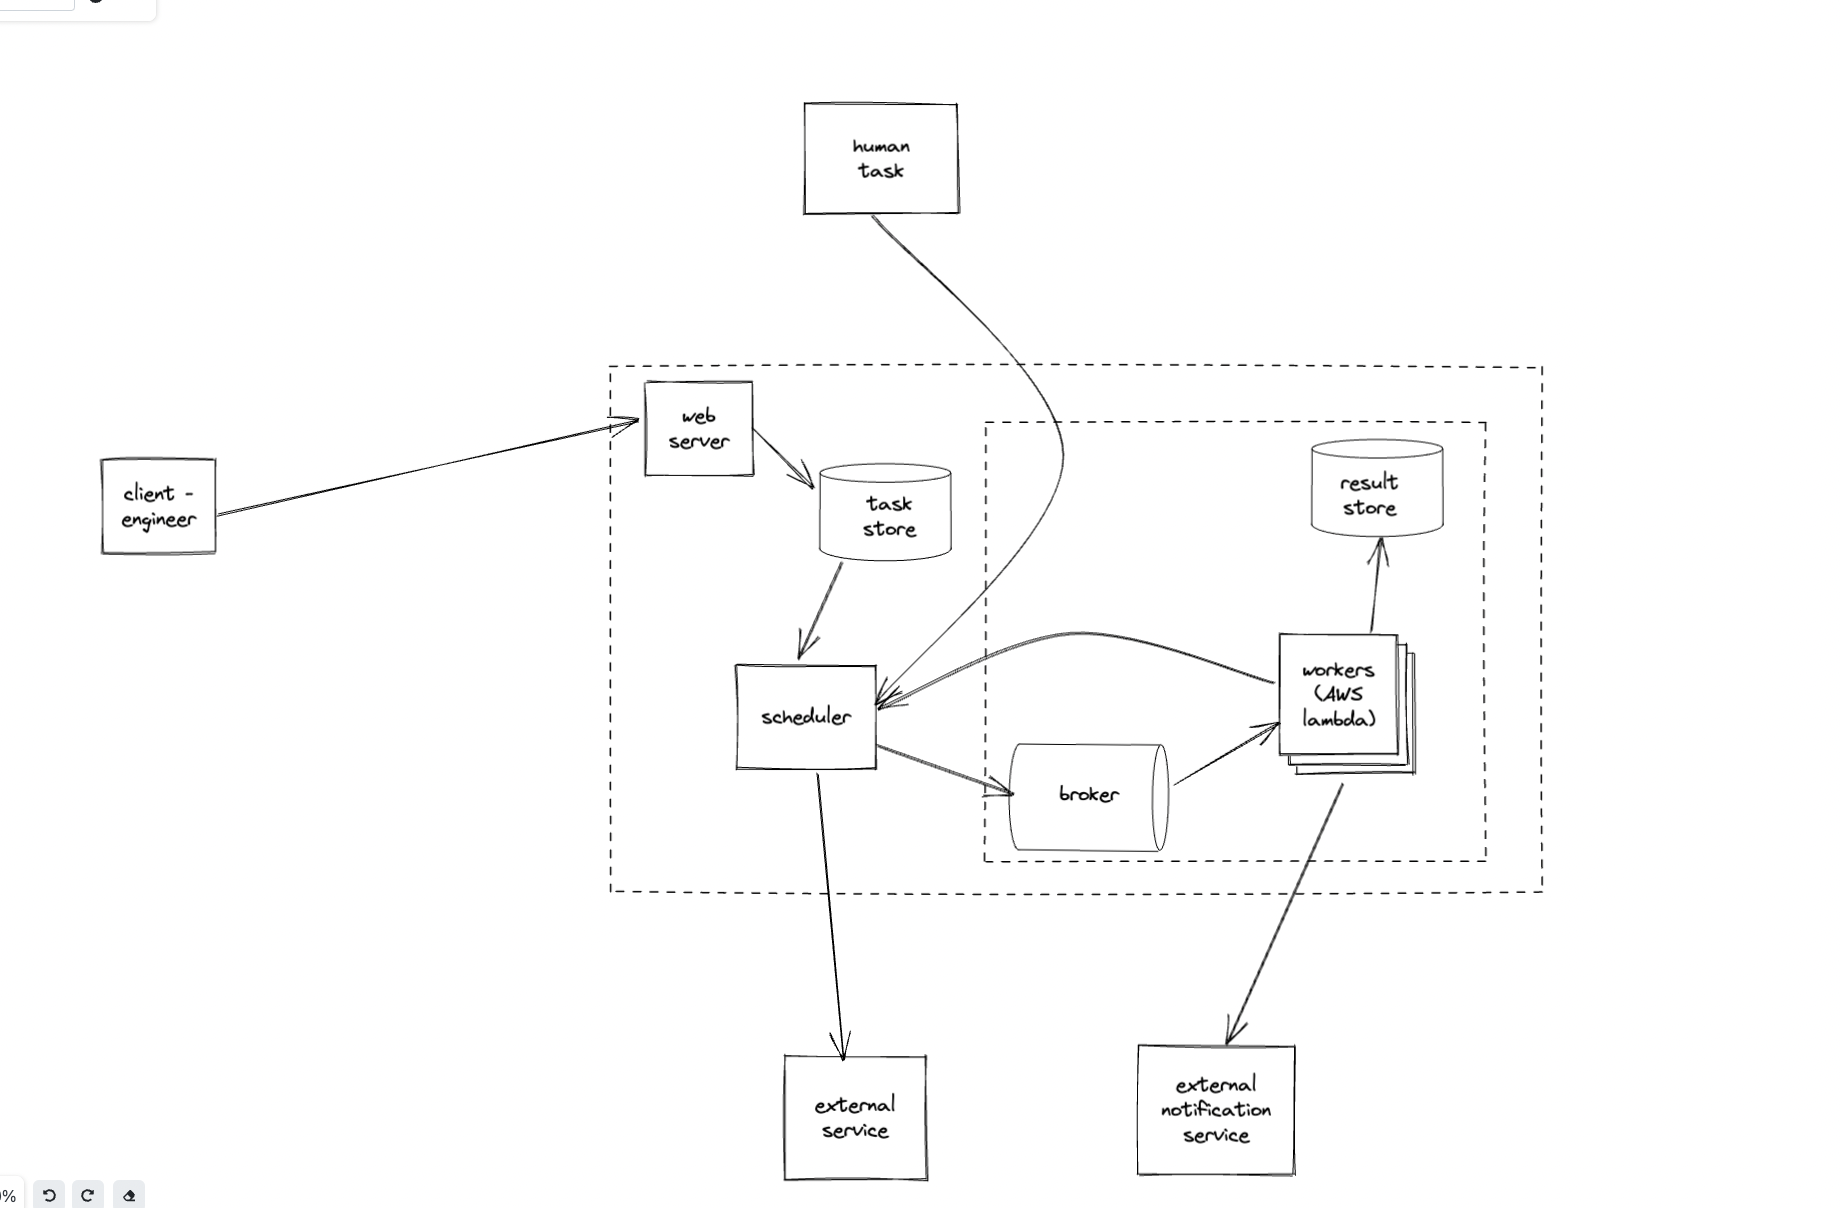 human
task
web
server
client -
engineer
task
store
result
store
workers
(AWS
lambda)
scheduler
broker
external
service
external
notification
service